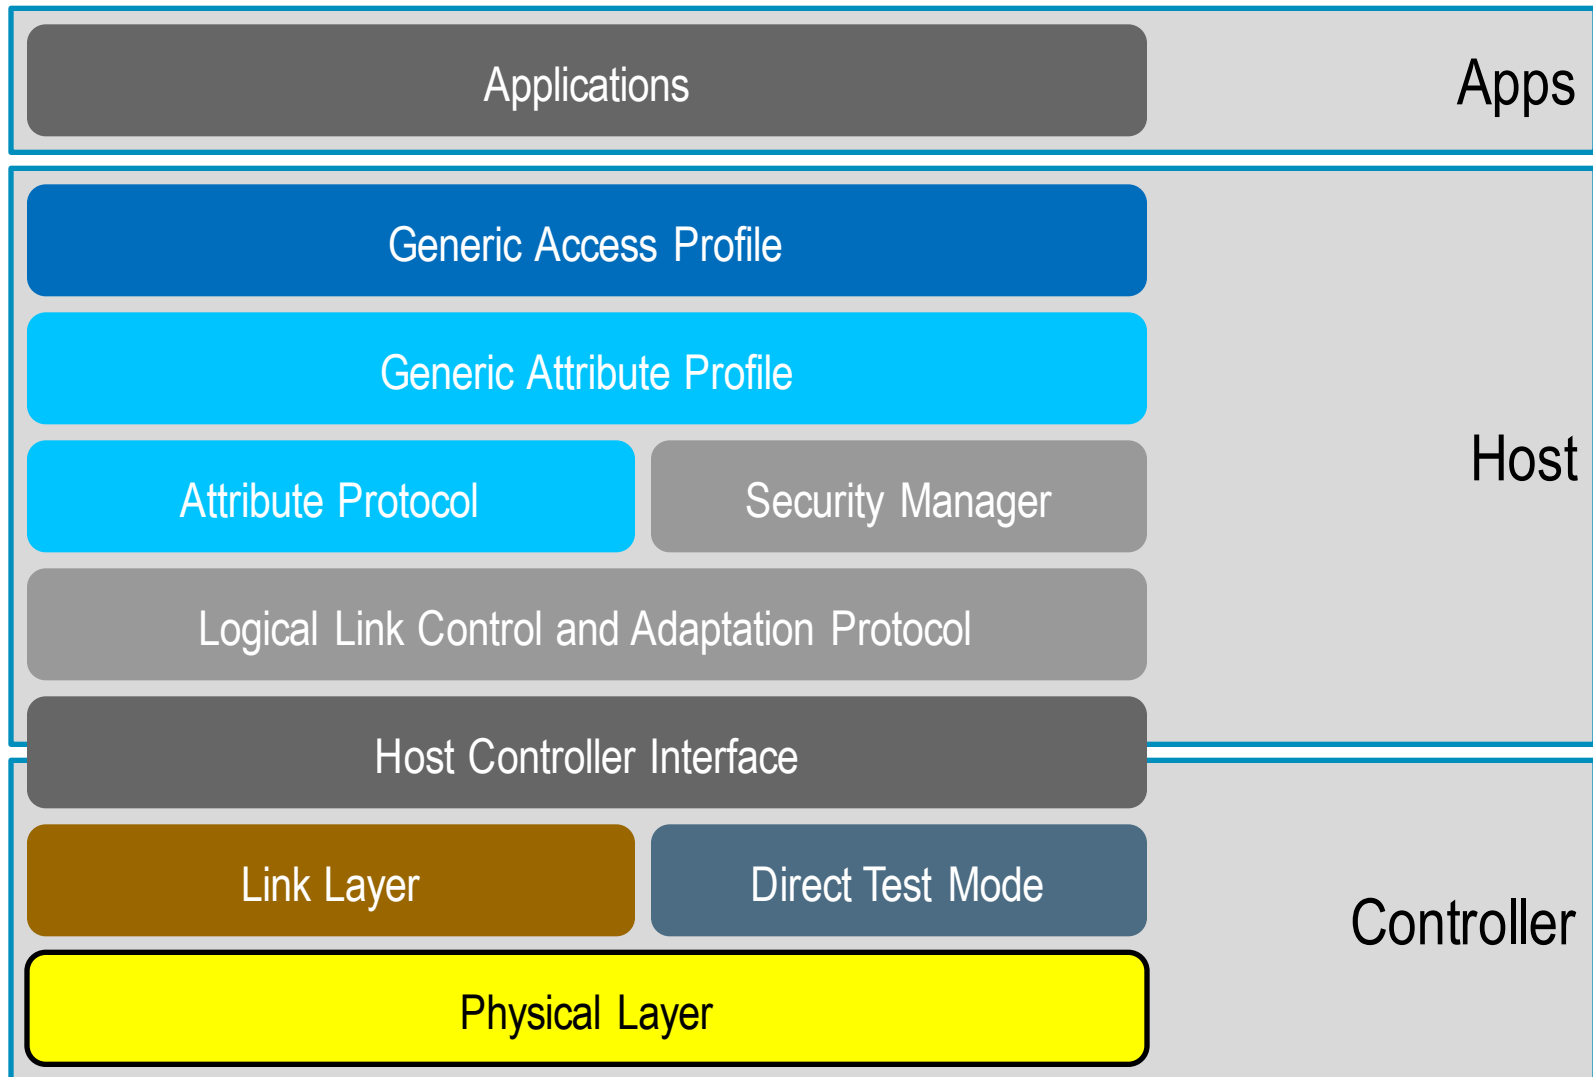 Applications
Apps
Generic Access Profile
Generic Attribute Profile
Attribute Protocol
Security Manager
Host
Logical Link Control and Adaptation Protocol
Host Controller Interface
Link Layer
Direct Test Mode
Controller
Physical Layer